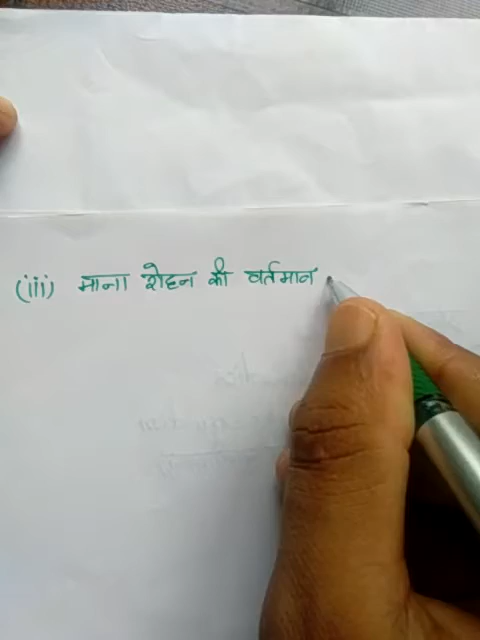 (iii) माना रोहन की वर्तमान